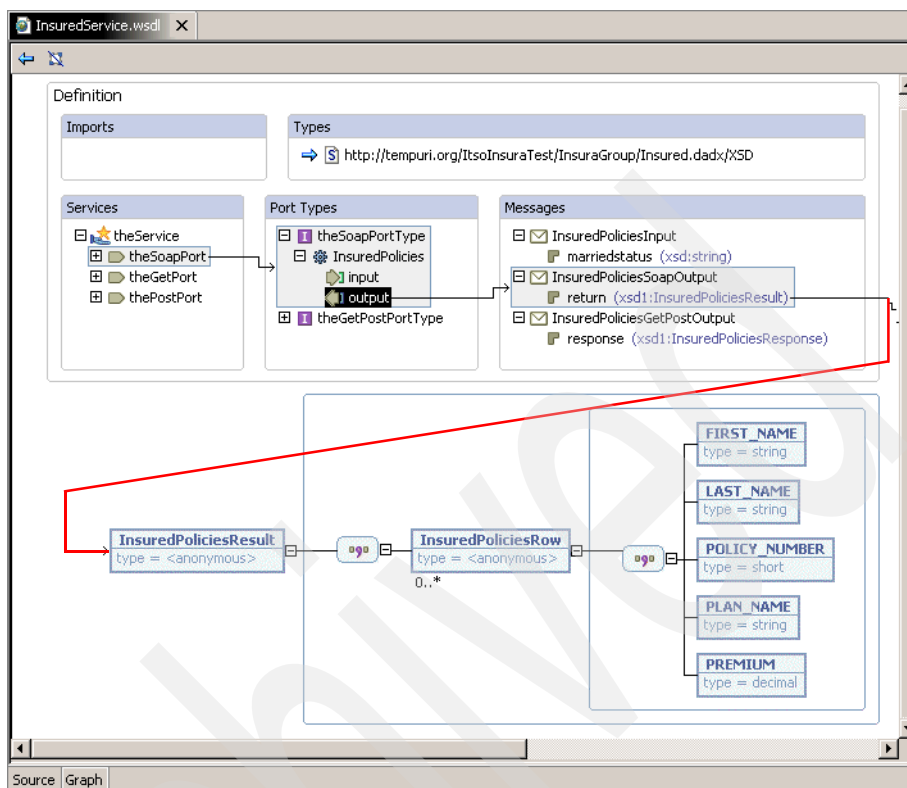 InsuredService.wsdl
Definition
Imports
Types
http://tempuri.org/ItsoInsuraTest/InsuraGroup/Insured.dadx/XSD
Services
theService
theSoapPort
theGetPort
thePostPort
Port Types
theSoapPortType
InsuredPolicies
input
output
theGetPostPortType
Messages
InsuredPoliciesInput
marriedstatus (xsd:string)
InsuredPoliciesSoapOutput
return (xsd1:InsuredPoliciesResult)
InsuredPoliciesGetPostOutput
response (xsd1:InsuredPoliciesResponse)
InsuredPoliciesResult
type = <anonymous>
InsuredPoliciesRow
type = <anonymous>
0..*
FIRST_NAME
type = string
LAST_NAME
type = string
POLICY_NUMBER
type = short
PLAN_NAME
type = string
PREMIUM
type = decimal
Source Graph